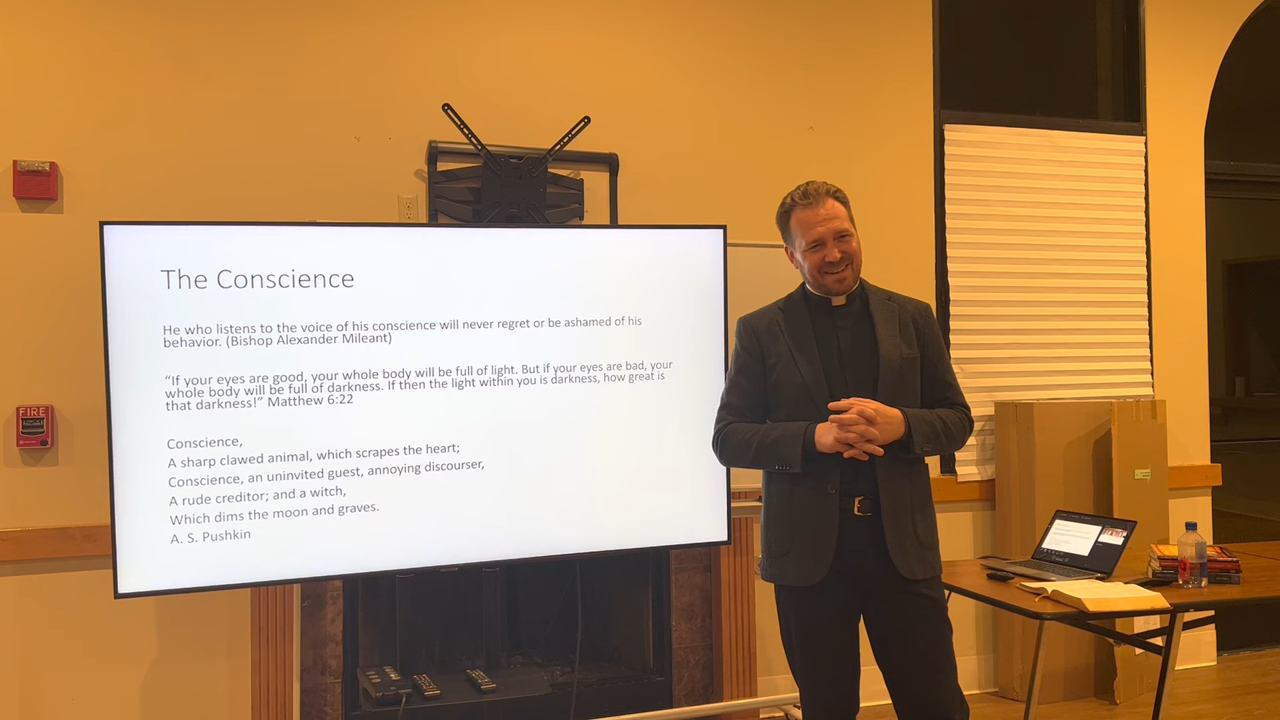 The Conscience
He who listens to the voice of his conscience will never regret or be ashamed of his
behavior. (Bishop Alexander Mileant)
“If your eyes are good, your whole body will be full of light. But if your eyes are bad, your
whole body will be full of darkness. If then the light within you is darkness, how great is
that darkness!” Matthew 6:22
Conscience,
A sharp clawed animal, which scrapes the heart;
Conscience, an uninvited guest, annoying discourser,
A rude creditor; and a witch,
Which dims the moon and graves.
A. S. Pushkin
FIRE